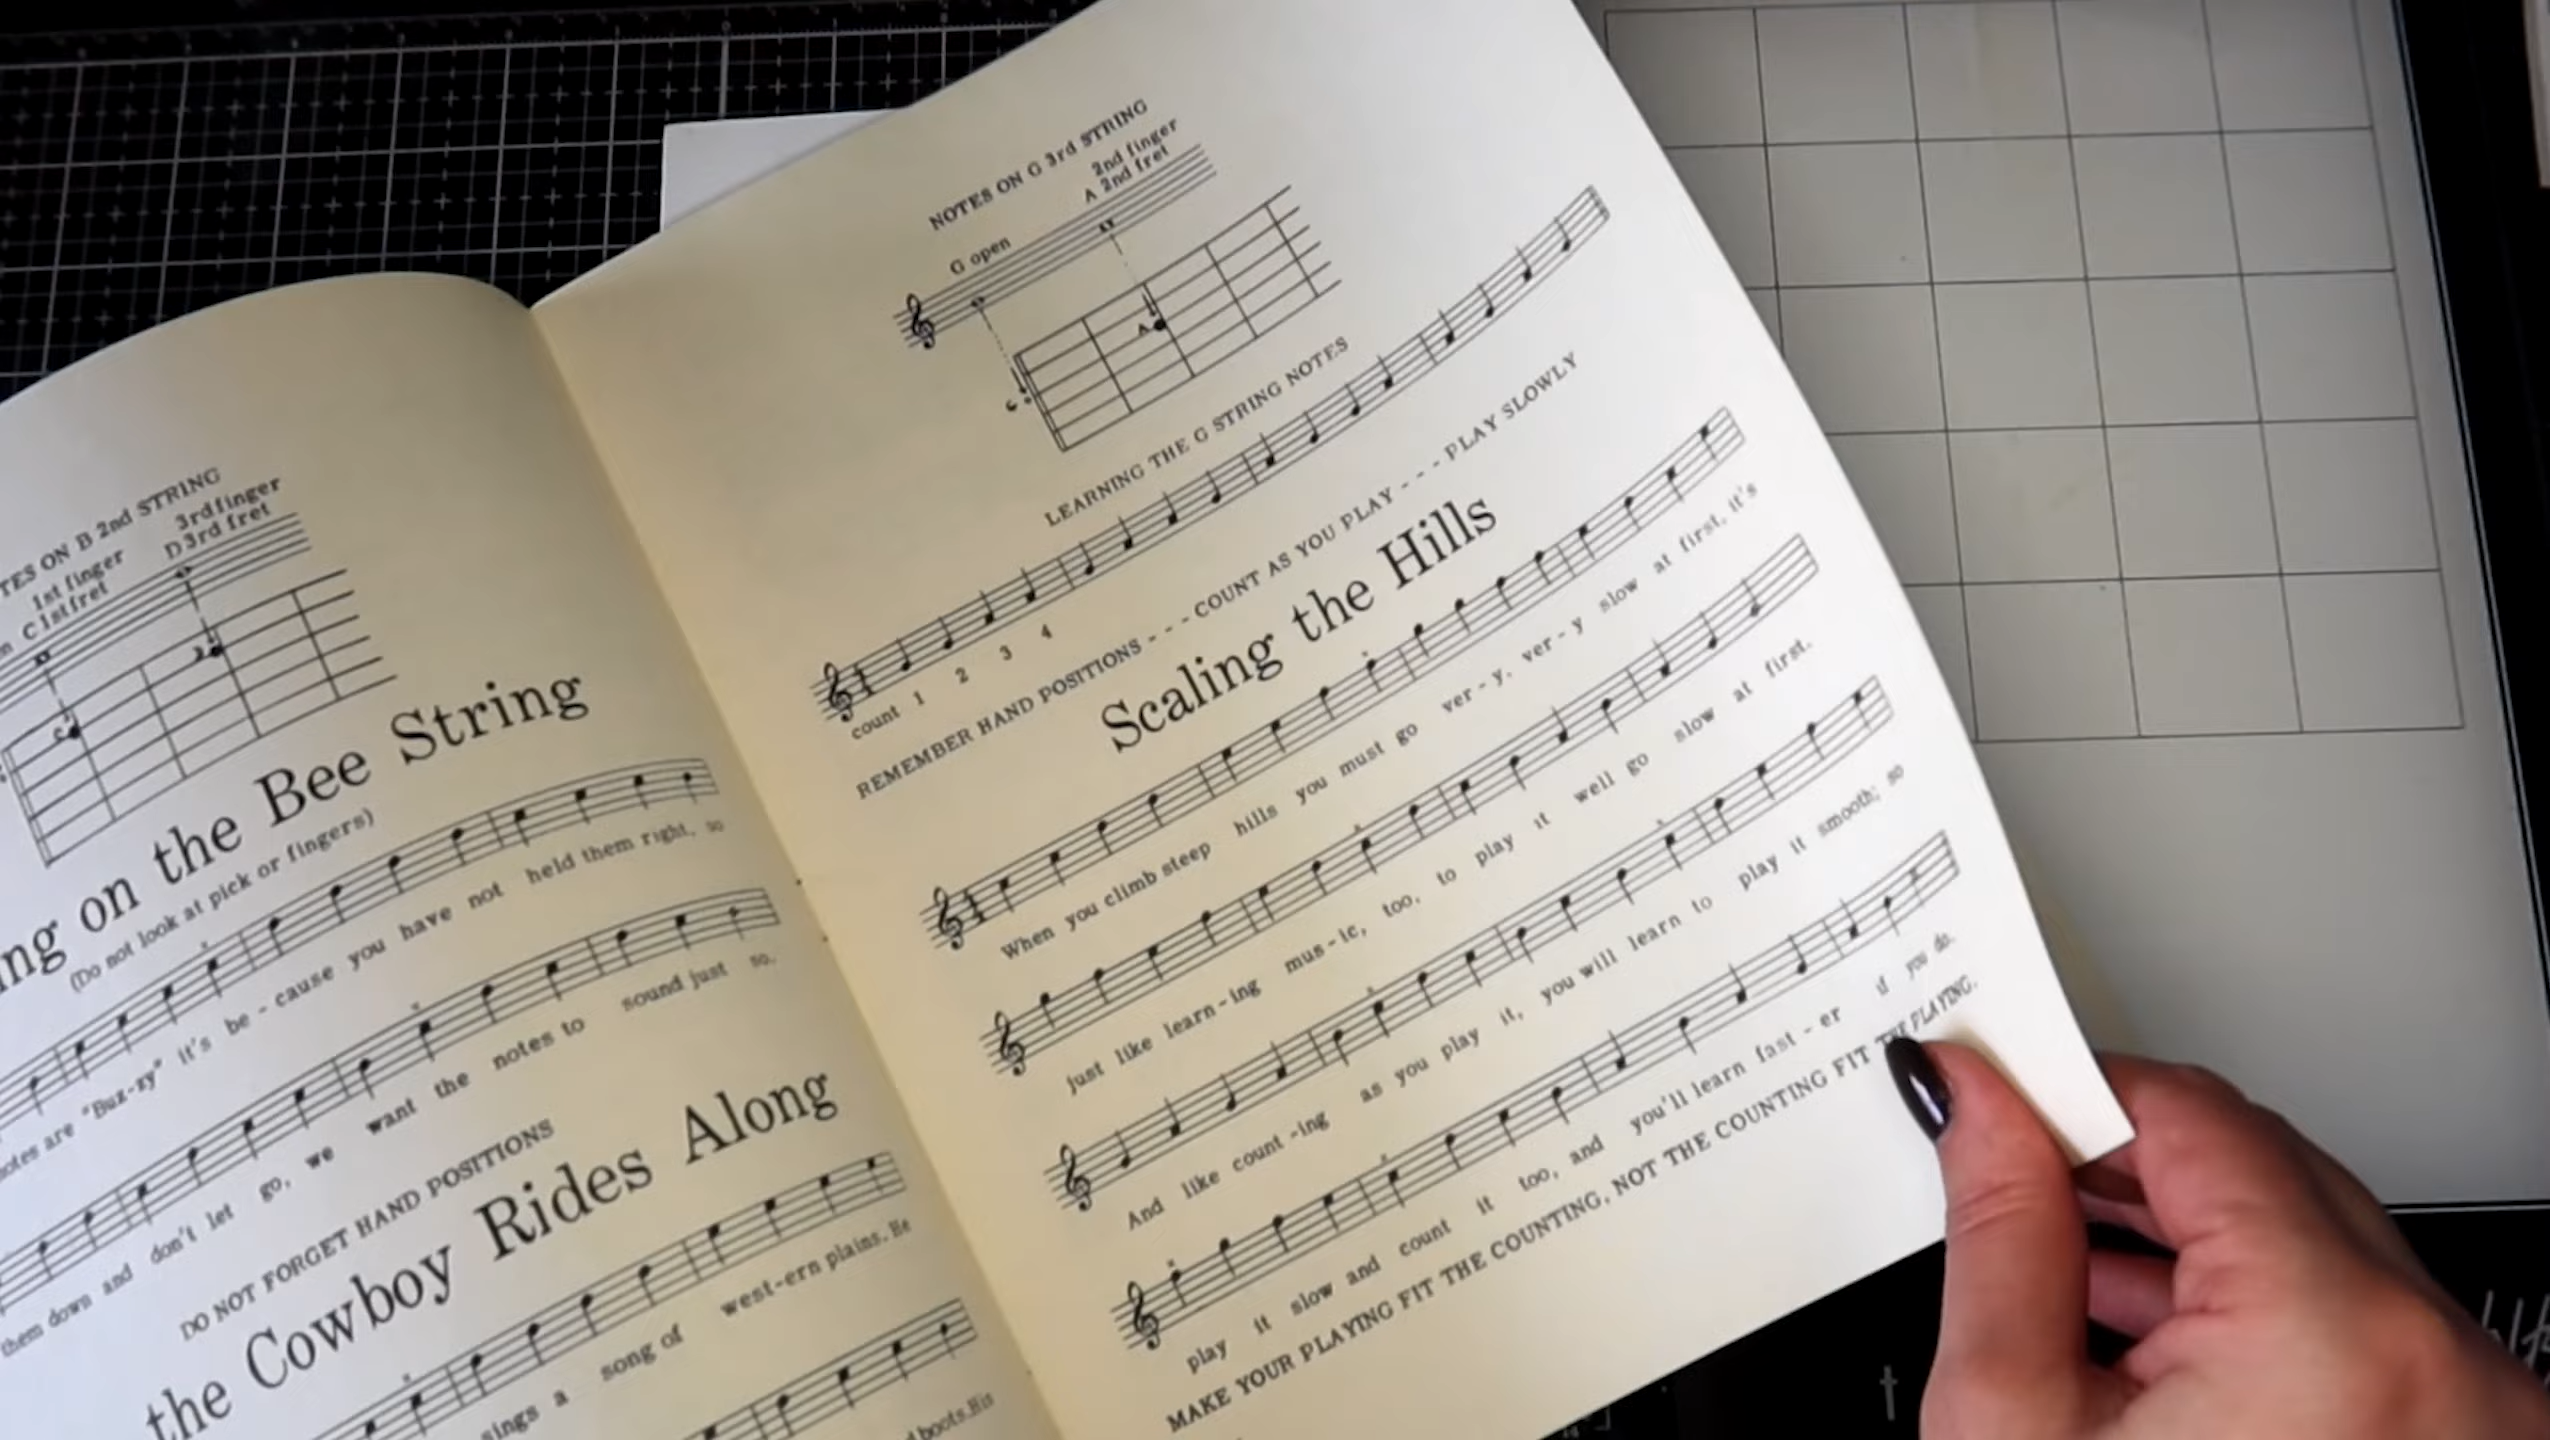 B 2nd STRING
1st finger 3rd finger
C 1st fret D 3rd fret
on the Bee String
(Do not look at pick or fingers)
notes are "Buz-zy" it's be - cause you have not held them right, so
them down and don't let go, we want the notes to sound just so.
DO NOT FORGET HAND POSITIONS
the Cowboy Rides Along
sings a song of west-ern plains. He
boots. His
NOTES ON G 3rd STRING
2nd finger
G open A 2nd fret
A
LEARNING THE G STRING NOTES
count 1 2 3 4
REMEMBER HAND POSITIONS - - - COUNT AS YOU PLAY - - - PLAY SLOWLY
Scaling the Hills
When you climb steep hills you must go ver - y, ver - y slow at first, it's
just like learn - ing mus - ic, too, to play it well go slow at first.
And like count - ing as you play it, you will learn to play it smooth; so
play it slow and count it too, and you'll learn fast - er if you do.
MAKE YOUR PLAYING FIT THE COUNTING, NOT THE COUNTING FIT THE PLAYING.